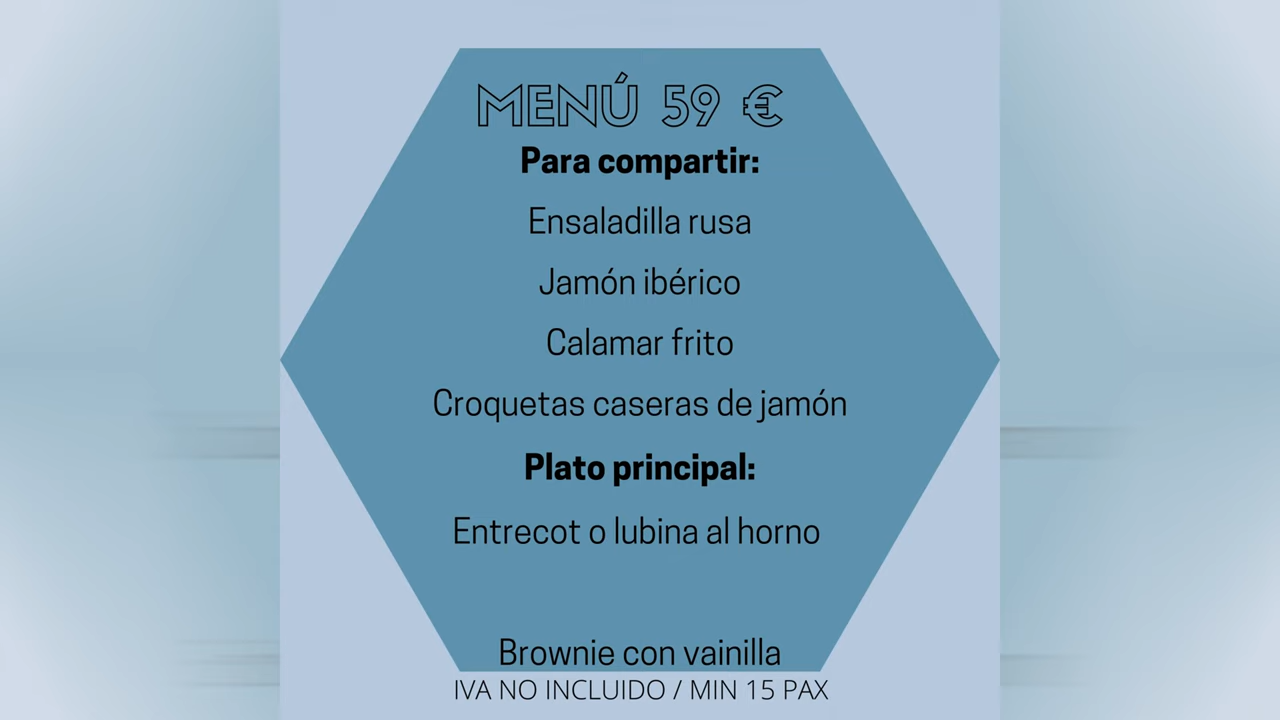 MENÚ 59 €
Para compartir:
Ensaladilla rusa
Jamón ibérico
Calamar frito
Croquetas caseras de jamón
Plato principal:
Entrecot o lubina al horno
Brownie con vainilla
IVA NO INCLUIDO / MIN 15 PAX